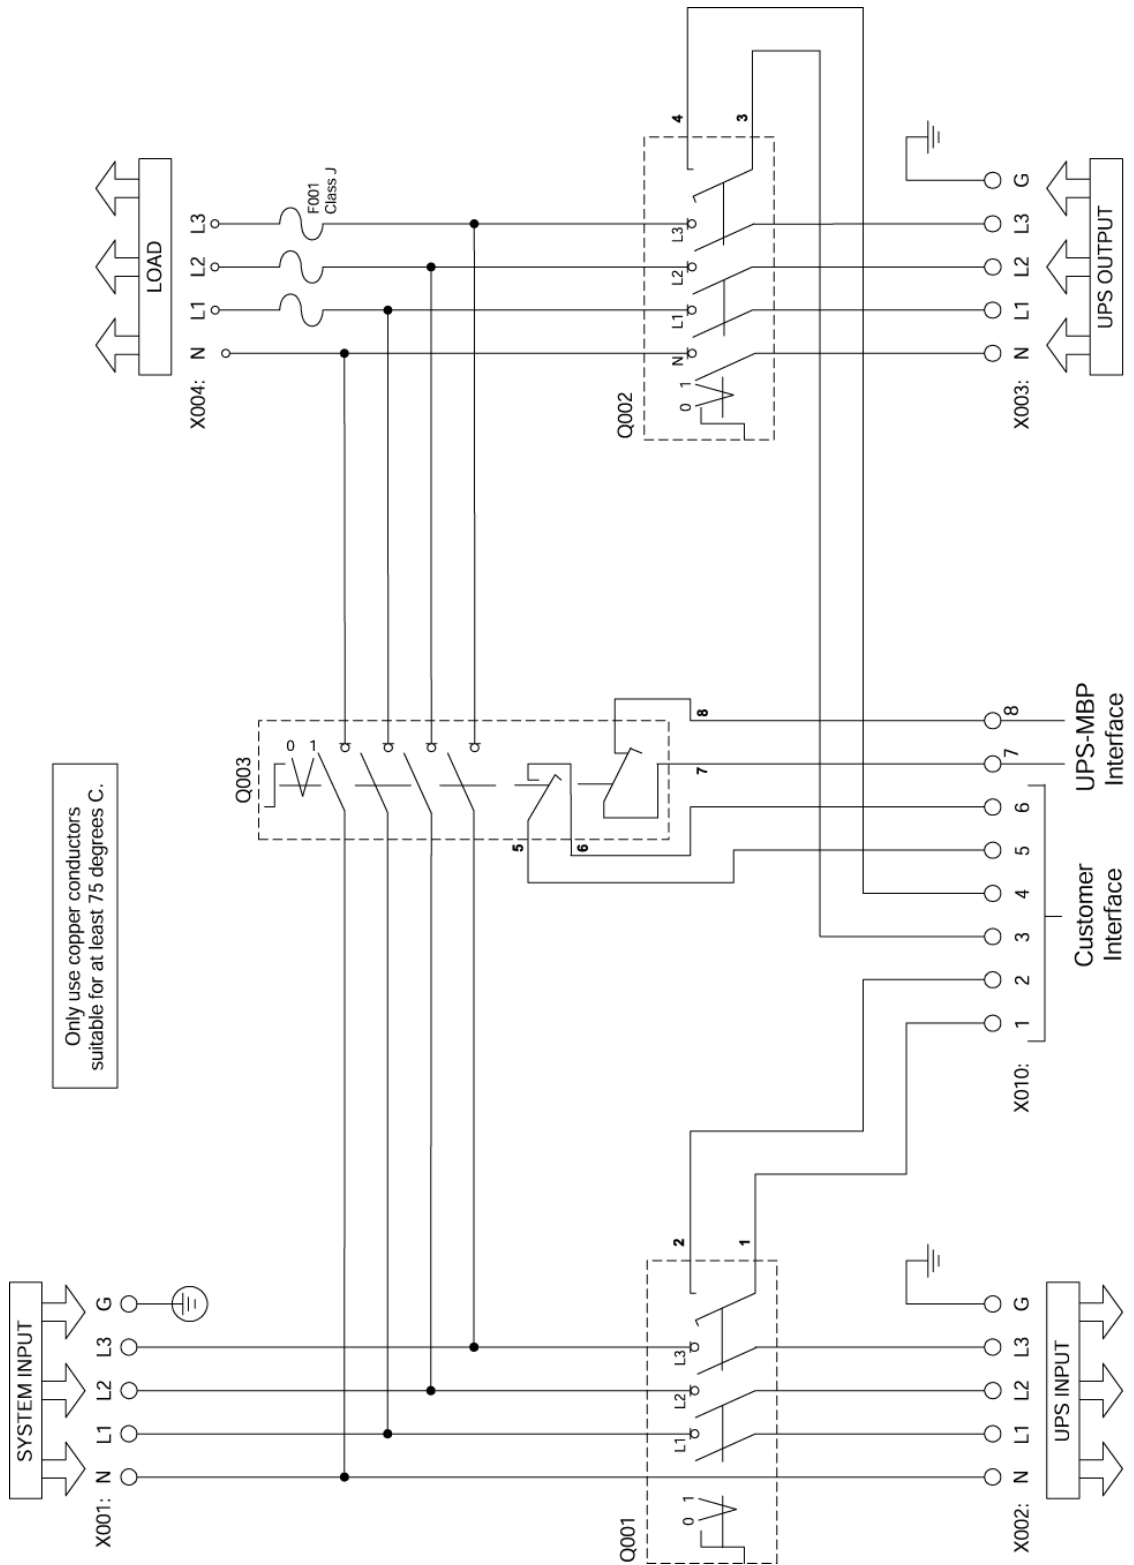 SYSTEM INPUT
X001: N L1 L2 L3 G
Q001
0 1
L1 L2 L3
1
2
X002: N L1 L2 L3 G
UPS INPUT
Only use copper conductors
suitable for at least 75 degrees C.
Q003
0 1
5
6
7
8
X010: 1 2 3 4 5 6 7 8
Customer
Interface
UPS-MBP
Interface
LOAD
X004: N L1 L2 L3
F001
Class J
Q002
0 1
N L1 L2 L3
4
3
X003: N L1 L2 L3 G
UPS OUTPUT